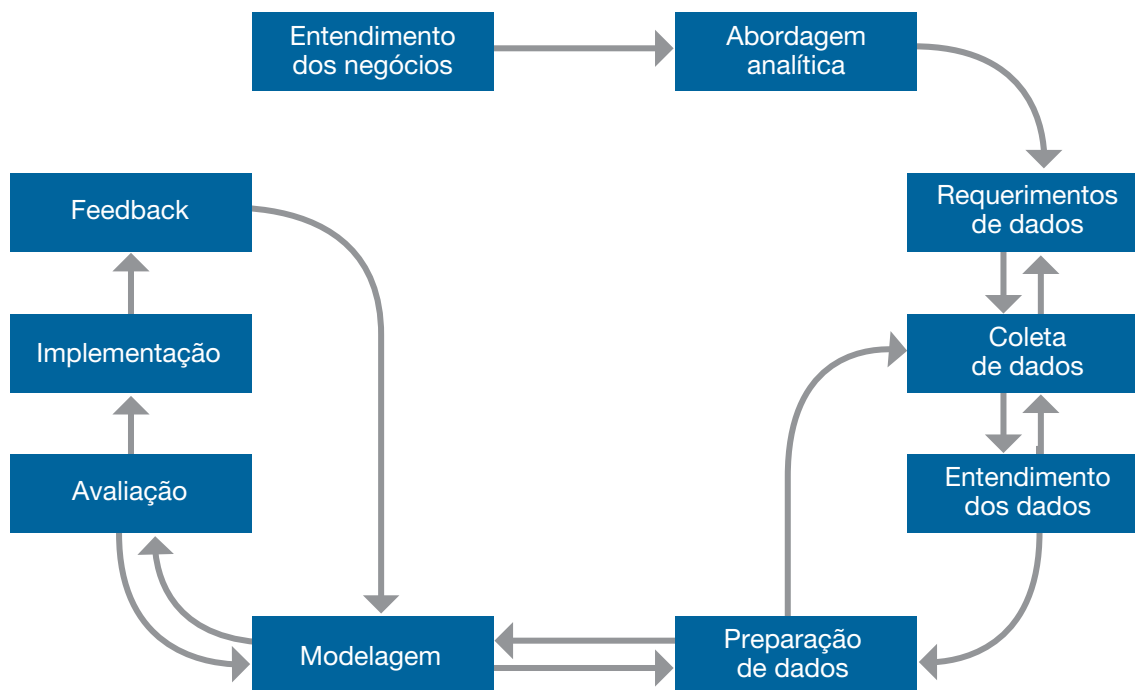 Entendimento
dos negócios
Abordagem
analítica
Requerimentos
de dados
Coleta
de dados
Entendimento
dos dados
Preparação
de dados
Modelagem
Avaliação
Implementação
Feedback